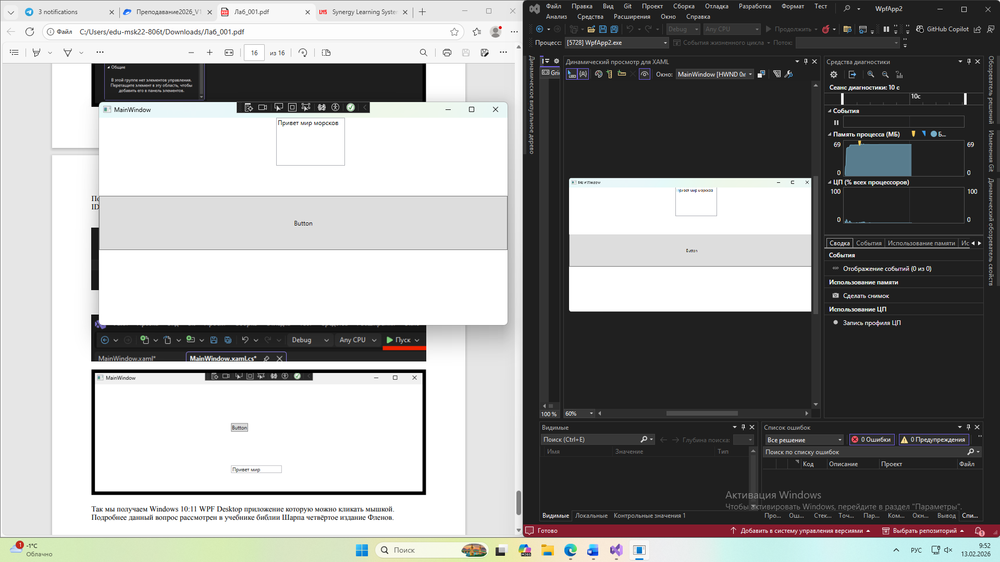 3 notifications
Преподавание2026_V1
Лаб_001.pdf
Synergy Learning Syste
Файл
C:/Users/edu-msk22-806t/Downloads/Лаб_001.pdf
16
из 16
Общие
В этой группе нет элементов управления.
Перетащите элемент в эту область, чтобы
добавить его в панель элементов.
MainWindow
Привет мир морсков
Button
Debug
Any CPU
Пуск
MainWindow.xaml*
MainWindow.xaml.cs*
MainWindow
Button
Привет мир
Так мы получаем Windows 10:11 WPF Desktop приложение которую можно кликать мышкой.
Подробнее данный вопрос рассмотрен в учебнике библии Шарпа четвёртое издание Фленов.
Файл Правка Вид Git Проект Сборка Отладка Разработка Формат Тест
WpfApp2
Анализ Средства Расширения Окно Справка
Debug
Any CPU
Продолжить
GitHub Copilot
Процесс: [5728] WpfApp2.exe
События жизненного цикла
Поток:
Динамическое визуальное дерево
Grid
100 %
Динамический просмотр для XAML
Окно: MainWindow [HWND 0x
MainWindow
Привет мир морсков
Button
60%
Средства диагностики
Сеанс диагностики: 10 с
10с
События
Память процесса (МБ)
Б...
69
69
0
0
ЦП (% всех процессоров)
100
100
0
0
Сводка События Использование памяти Ис
События
Отображение событий (0 из 0)
Использование памяти
Сделать снимок
Использование ЦП
Запись профиля ЦП
Обозреватель решений
Изменения Git
Динамический обозреватель свойств
Видимые
Поиск (Ctrl+E)
Глубина поиска:
Имя Значение Тип
Видимые Локальные Контрольные значения 1
Список ошибок
Все решение
0 Ошибки
0 Предупреждения
Поиск по списку ошибок
Код Описание Проект Файл
Активация Windows
Чтобы активировать Windows, перейдите в раздел "Параметры".
Про... Ош... Стек... Точ... Пар... Ком... Окн... Вывод Спи...
Готово
Добавить в систему управления версиями
Выбрать репозиторий
1
1
-1°C
Облачно
Поиск
M365
РУС
9:52
13.02.2026